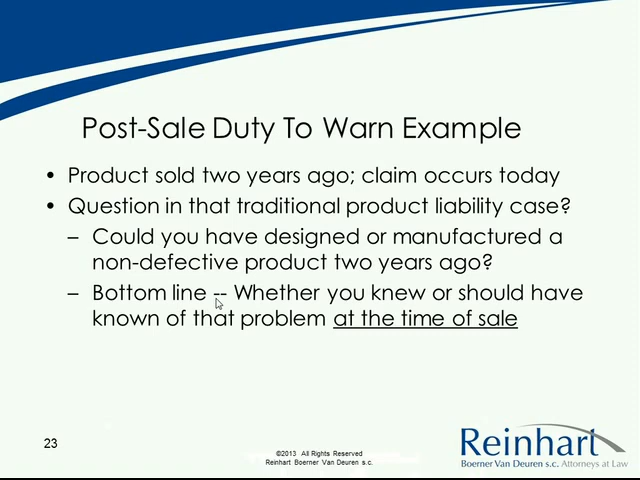 Post-Sale Duty To Warn Example
• Product sold two years ago; claim occurs today
• Question in that traditional product liability case?
– Could you have designed or manufactured a
non-defective product two years ago?
– Bottom line -- Whether you knew or should have
known of that problem at the time of sale
23
©2013 All Rights Reserved
Reinhart Boerner Van Deuren s.c.
Reinhart
Boerner Van Deuren s.c. Attorneys at Law